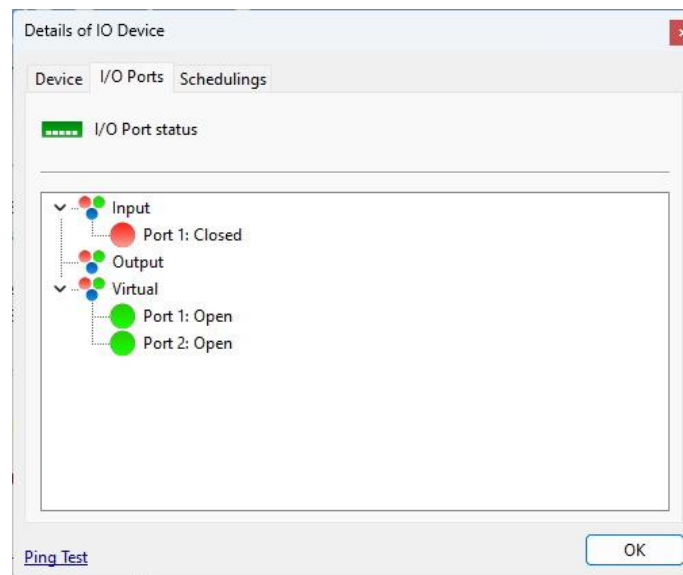 Details of IO Device
Device I/O Ports Schedulings
I/O Port status
Input
Port 1: Closed
Output
Virtual
Port 1: Open
Port 2: Open
Ping Test
OK